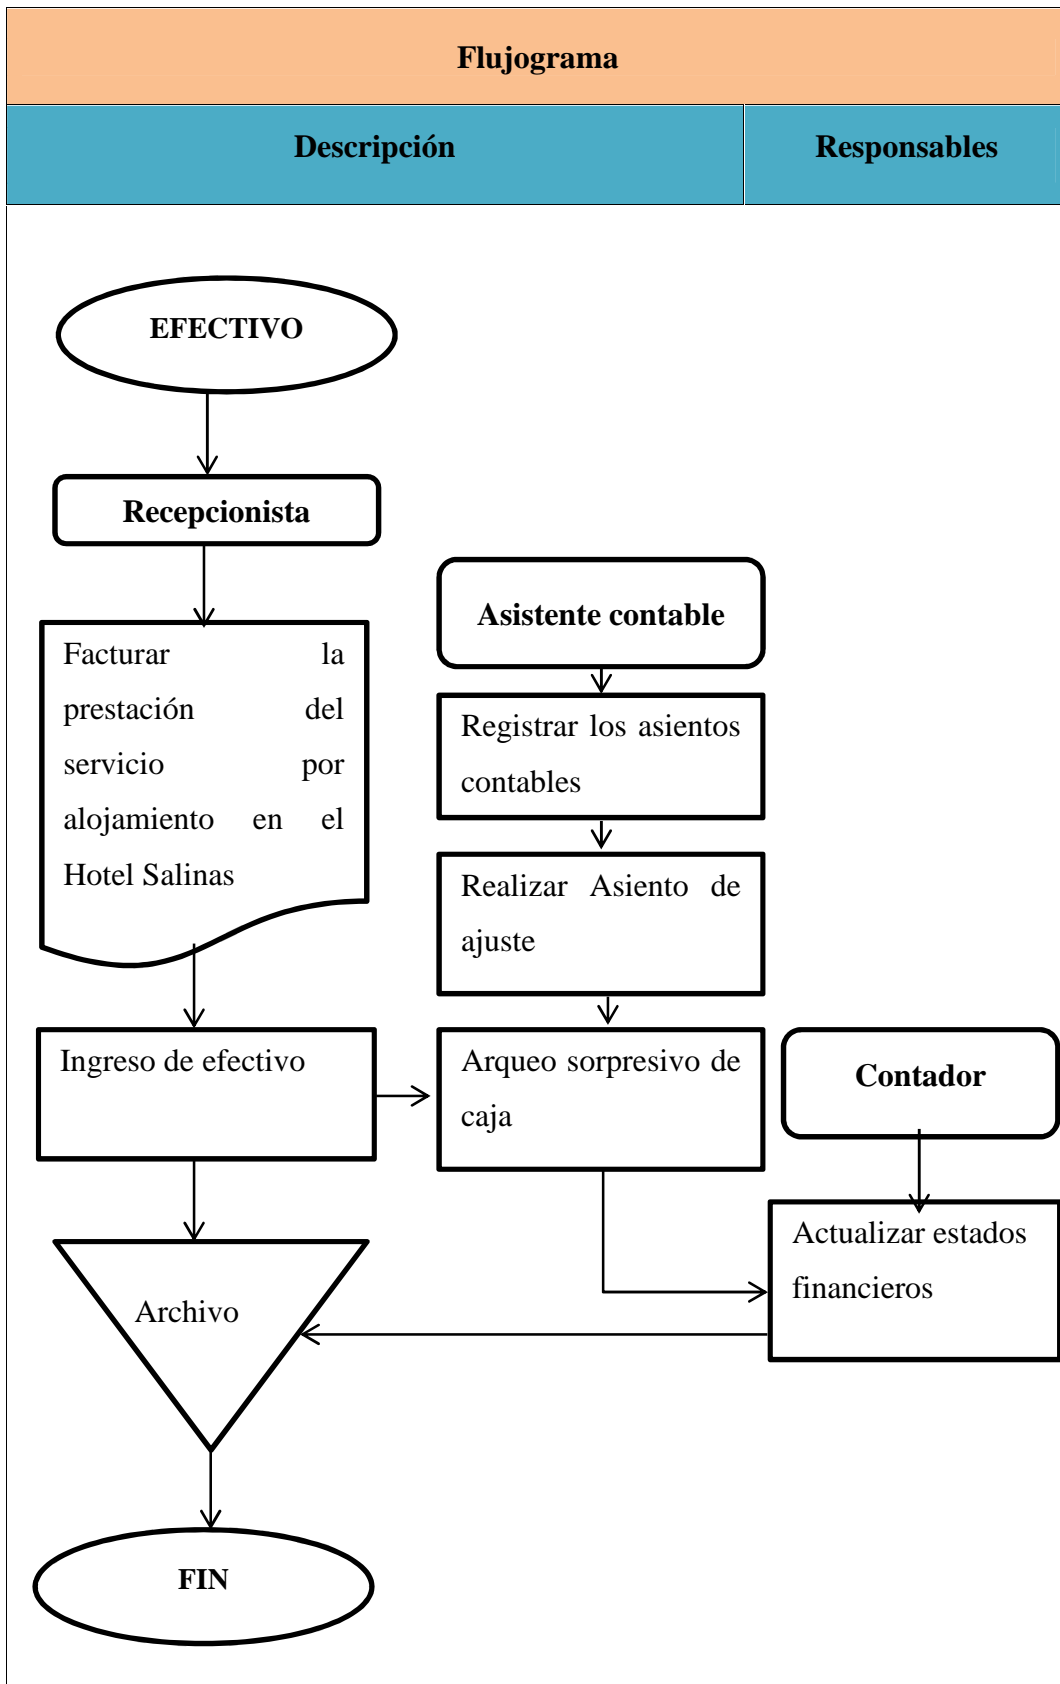 Flujograma
Descripción
Responsables
EFECTIVO
Recepcionista
Facturar la
prestación del
servicio por
alojamiento en el
Hotel Salinas
Ingreso de efectivo
Archivo
FIN
Asistente contable
Registrar los asientos
contables
Realizar Asiento de
ajuste
Arqueo sorpresivo de
caja
Contador
Actualizar estados
financieros